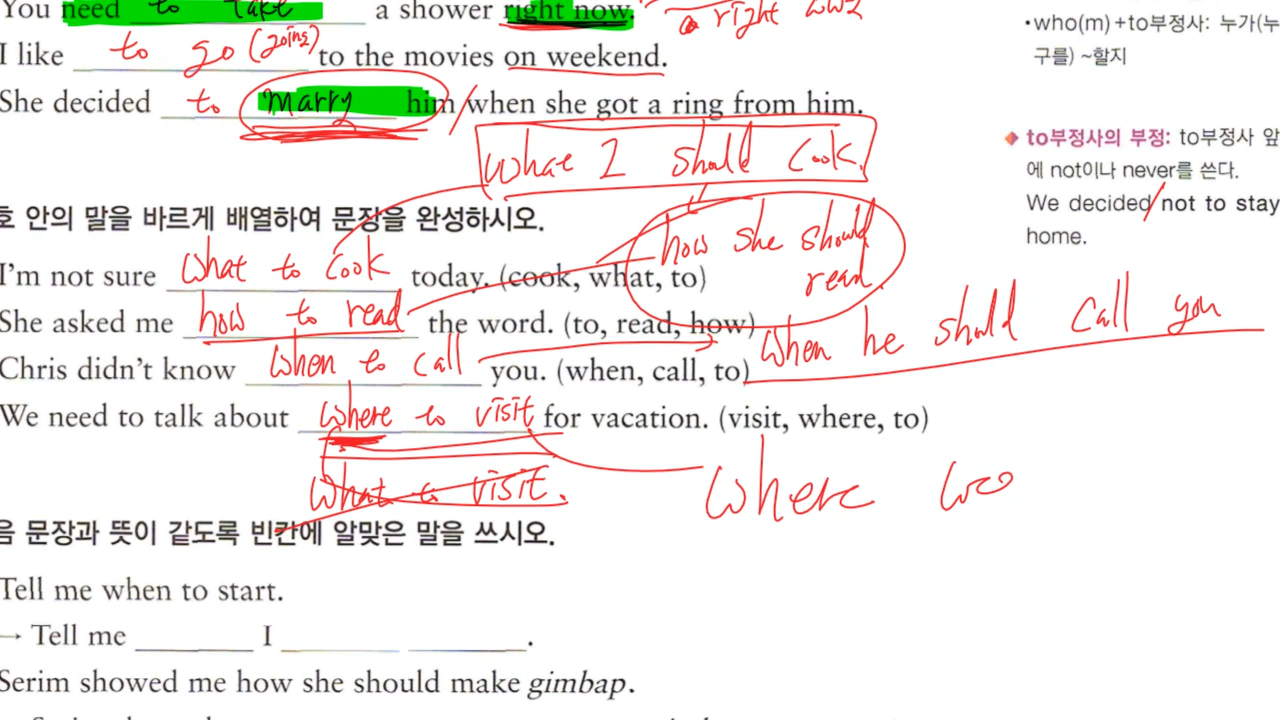 You need to take a shower right now.
a right
I like to go (going) to the movies on weekend.
She decided to marry him when she got a ring from him.
what I should cook.
호 안의 말을 바르게 배열하여 문장을 완성하시오.
how she should
read
I'm not sure what to cook today. (cook, what, to)
She asked me how to read the word. (to, read, how)
when he should call you
Chris didn't know when to call you. (when, call, to)
We need to talk about where to visit for vacation. (visit, where, to)
what to visit.
where we
음 문장과 뜻이 같도록 빈칸에 알맞은 말을 쓰시오.
Tell me when to start.
→ Tell me ____ I ____ ____.
Serim showed me how she should make gimbap.
•who(m)+to부정사: 누가(누
구를) ~할지
◆ to부정사의 부정: to부정사 앞
에 not이나 never를 쓴다.
We decided not to stay
home.